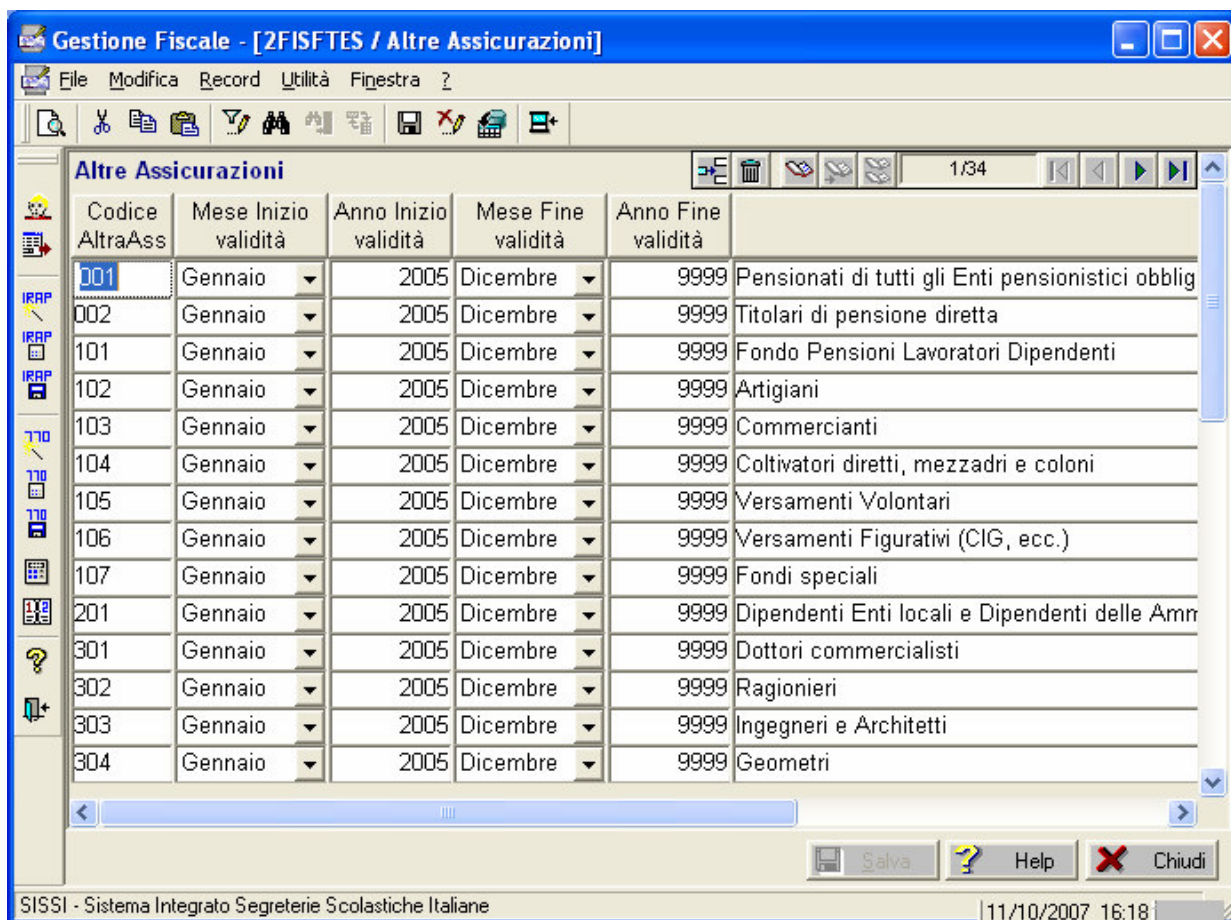 Gestione Fiscale - [2FISFTES / Altre Assicurazioni]
File Modifica Record Utilità Finestra ?
Altre Assicurazioni 1/34
Codice AltraAss Mese Inizio validità Anno Inizio validità Mese Fine validità Anno Fine validità
001 Gennaio 2005 Dicembre 9999 Pensionati di tutti gli Enti pensionistici obblig
002 Gennaio 2005 Dicembre 9999 Titolari di pensione diretta
101 Gennaio 2005 Dicembre 9999 Fondo Pensioni Lavoratori Dipendenti
102 Gennaio 2005 Dicembre 9999 Artigiani
103 Gennaio 2005 Dicembre 9999 Commercianti
104 Gennaio 2005 Dicembre 9999 Coltivatori diretti, mezzadri e coloni
105 Gennaio 2005 Dicembre 9999 Versamenti Volontari
106 Gennaio 2005 Dicembre 9999 Versamenti Figurativi (CIG, ecc.)
107 Gennaio 2005 Dicembre 9999 Fondi speciali
201 Gennaio 2005 Dicembre 9999 Dipendenti Enti locali e Dipendenti delle Amm
301 Gennaio 2005 Dicembre 9999 Dottori commercialisti
302 Gennaio 2005 Dicembre 9999 Ragionieri
303 Gennaio 2005 Dicembre 9999 Ingegneri e Architetti
304 Gennaio 2005 Dicembre 9999 Geometri
IRAP
IRAP
IRAP
770
770
770
Salva Help Chiudi
SISSI - Sistema Integrato Segreterie Scolastiche Italiane 11/10/2007 16:18